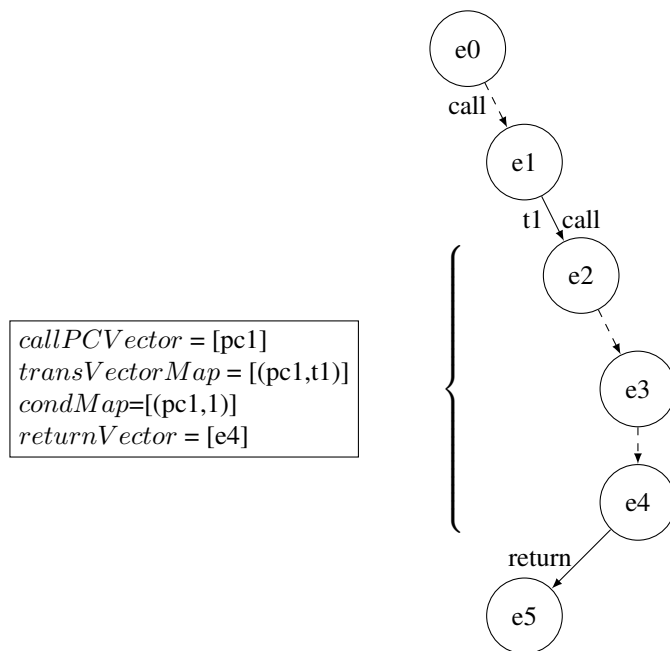 e0
call
e1
t1 call
e2
callPCVector = [pc1]
transVectorMap = [(pc1,t1)]
condMap=[(pc1,1)]
returnVector = [e4]
e3
e4
return
e5